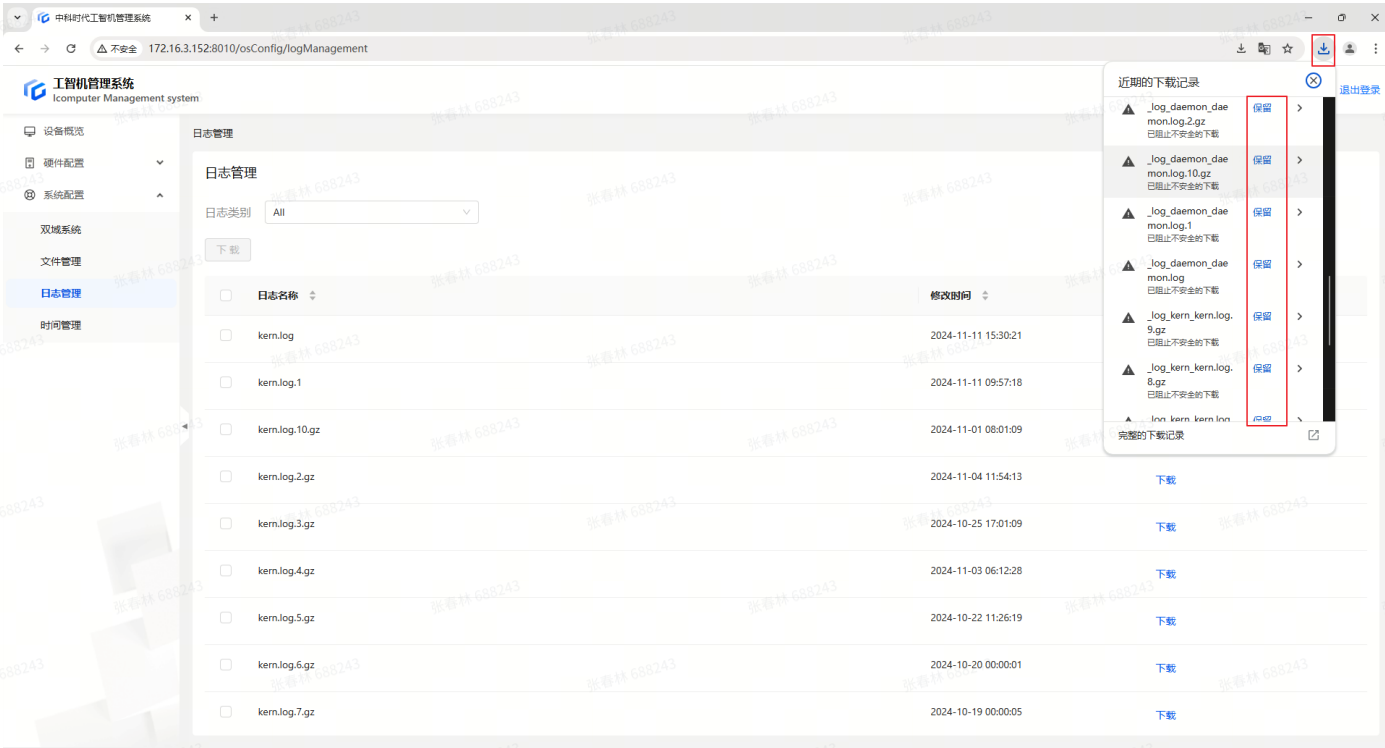 中科时代工智机管理系统
不安全 172.16.3.152:8010/osConfig/logManagement
工智机管理系统
Icomputer Management system
退出登录
设备概览
硬件配置
系统配置
双域系统
文件管理
日志管理
时间管理
日志管理
日志管理
日志类别 All
下 载
日志名称 修改时间
kern.log 2024-11-11 15:30:21
kern.log.1 2024-11-11 09:57:18
kern.log.10.gz 2024-11-01 08:01:09
kern.log.2.gz 2024-11-04 11:54:13 下载
kern.log.3.gz 2024-10-25 17:01:09 下载
kern.log.4.gz 2024-11-03 06:12:28 下载
kern.log.5.gz 2024-10-22 11:26:19 下载
kern.log.6.gz 2024-10-20 00:00:01 下载
kern.log.7.gz 2024-10-19 00:00:05 下载
近期的下载记录
_log_daemon_dae 保留
mon.log.2.gz
已阻止不安全的下载
_log_daemon_dae 保留
mon.log.10.gz
已阻止不安全的下载
_log_daemon_dae 保留
mon.log.1
已阻止不安全的下载
_log_daemon_dae 保留
mon.log
已阻止不安全的下载
_log_kern_kern.log. 保留
9.gz
已阻止不安全的下载
_log_kern_kern.log. 保留
8.gz
已阻止不安全的下载
_log_kern_kern.log 保留
完整的下载记录
张春林 688243